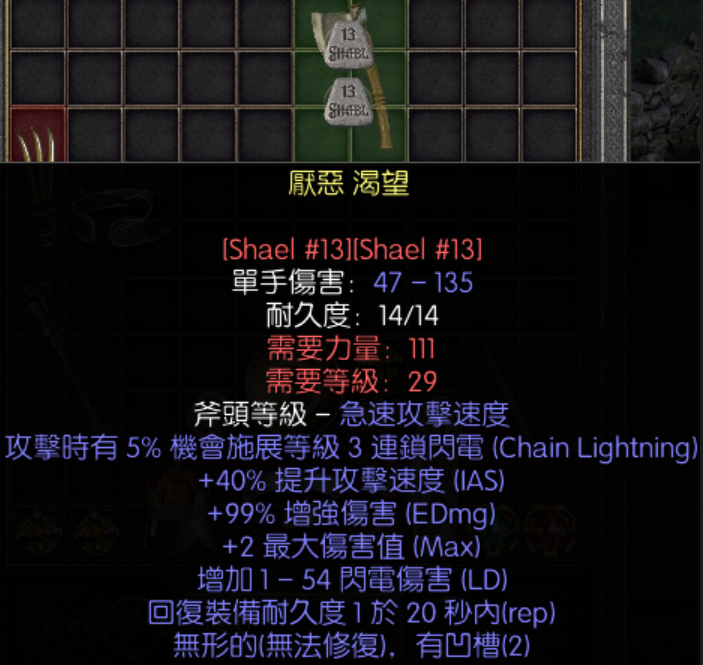 13
SHAEL
13
SHAEL
厭惡 渴望
[Shael #13][Shael #13]
單手傷害: 47 – 135
耐久度: 14/14
需要力量: 111
需要等級: 29
斧頭等級 – 急速攻擊速度
攻擊時有 5% 機會施展等級 3 連鎖閃電 (Chain Lightning)
+40% 提升攻擊速度 (IAS)
+99% 增強傷害 (EDmg)
+2 最大傷害值 (Max)
增加 1 – 54 閃電傷害 (LD)
回復裝備耐久度 1 於 20 秒內(rep)
無形的(無法修復), 有凹槽(2)